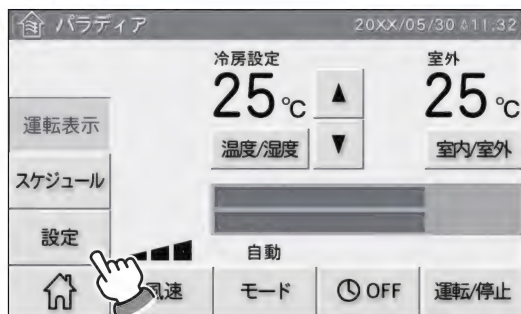 パラディア 20XX/05/30 11:32
冷房設定 室外
25℃ 25℃
▲
運転表示
温度/湿度 ▼ 室内/室外
スケジュール
設定
自動
風速 モード OFF 運転/停止